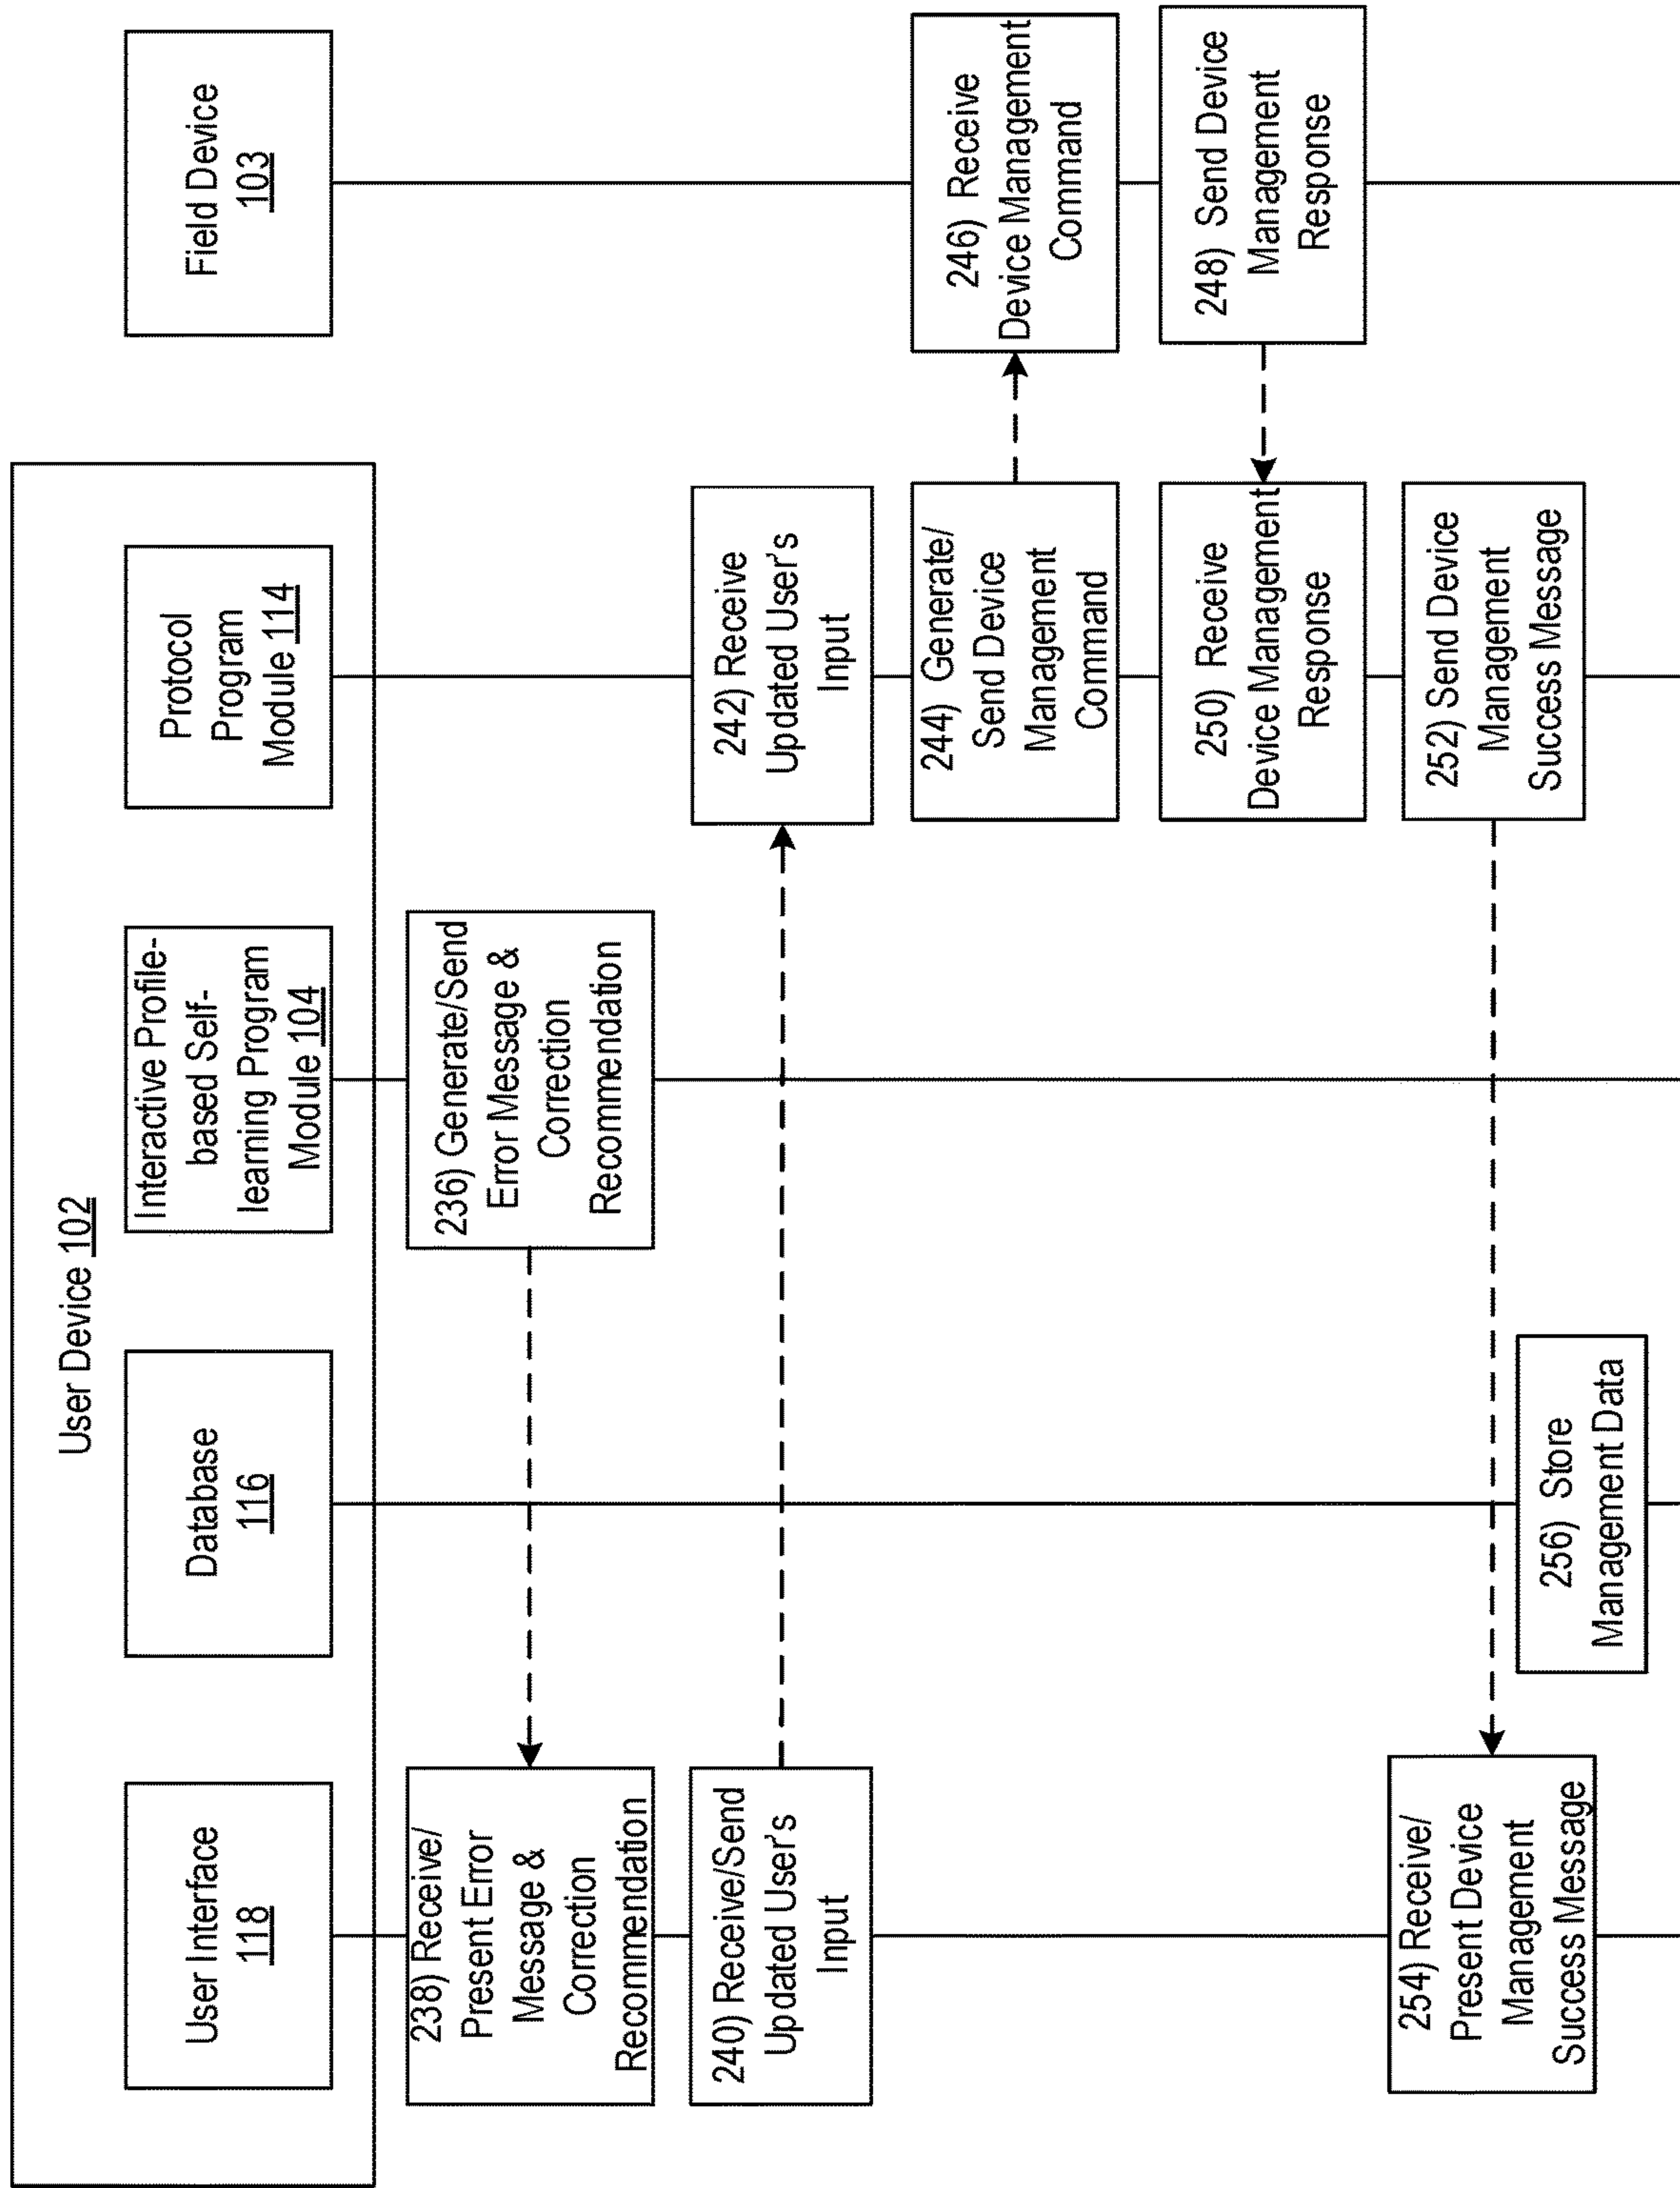 User Device 102
User Interface
118
Database
116
Interactive Profile-
based Self-
learning Program
Module 104
Protocol
Program
Module 114
Field Device
103
236) Generate/Send
Error Message &
Correction
Recommendation
238) Receive/
Present Error
Message &
Correction
Recommendation
240) Receive/Send
Updated User's
Input
242) Receive
Updated User's
Input
244) Generate/
Send Device
Management
Command
246) Receive
Device Management
Command
248) Send Device
Management
Response
250) Receive
Device Management
Response
252) Send Device
Management
Success Message
254) Receive/
Present Device
Management
Success Message
256) Store
Management Data